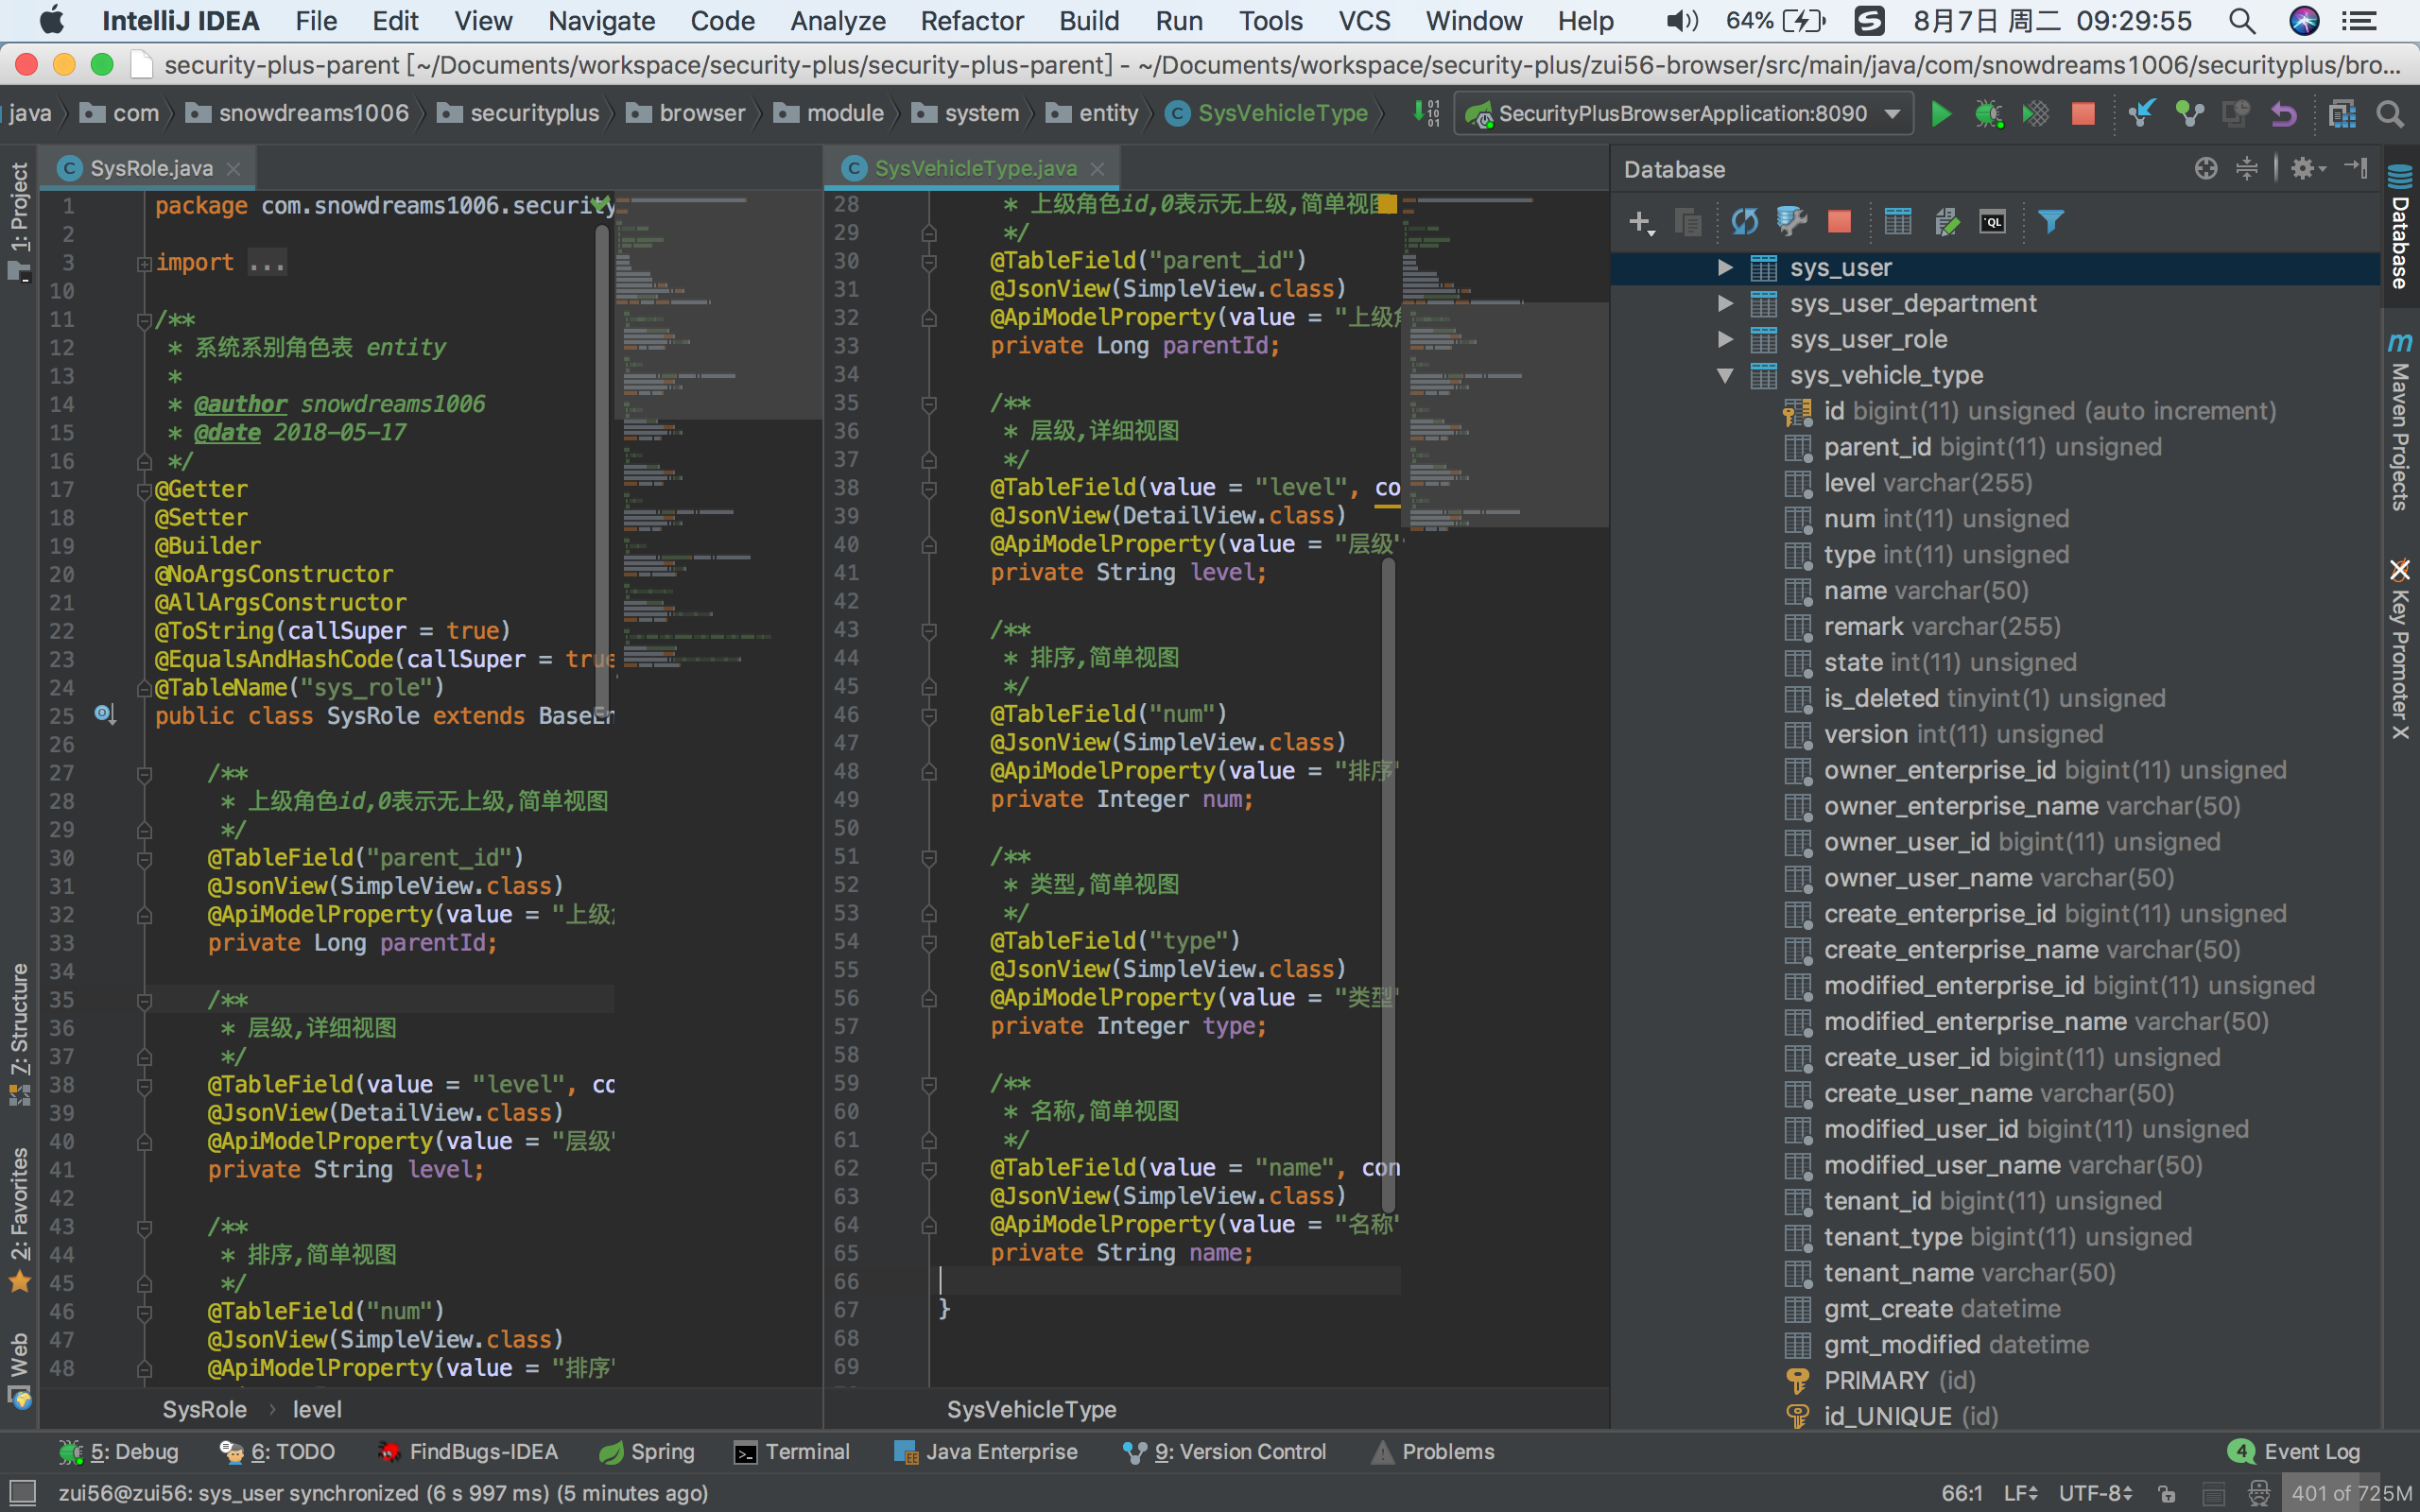 IntelliJ IDEA File Edit View Navigate Code Analyze Refactor Build Run Tools VCS Window Help 64% 8月7日 周二 09:29:55
security-plus-parent [~/Documents/workspace/security-plus/security-plus-parent] - ~/Documents/workspace/security-plus/zui56-browser/src/main/java/com/snowdreams1006/securityplus/bro...
java com snowdreams1006 securityplus browser module system entity SysVehicleType SecurityPlusBrowserApplication:8090
1: Project
7: Structure
2: Favorites
Web
SysRole.java
1 package com.snowdreams1006.security
2
3 import ...
10
11 /**
12 * 系统系别角色表 entity
13 *
14 * @author snowdreams1006
15 * @date 2018-05-17
16 */
17 @Getter
18 @Setter
19 @Builder
20 @NoArgsConstructor
21 @AllArgsConstructor
22 @ToString(callSuper = true)
23 @EqualsAndHashCode(callSuper = true
24 @TableName("sys_role")
25 public class SysRole extends BaseEn
26
27 /**
28 * 上级角色id,0表示无上级,简单视图
29 */
30 @TableField("parent_id")
31 @JsonView(SimpleView.class)
32 @ApiModelProperty(value = "上级
33 private Long parentId;
34
35 /**
36 * 层级,详细视图
37 */
38 @TableField(value = "level", co
39 @JsonView(DetailView.class)
40 @ApiModelProperty(value = "层级"
41 private String level;
42
43 /**
44 * 排序,简单视图
45 */
46 @TableField("num")
47 @JsonView(SimpleView.class)
48 @ApiModelProperty(value = "排序"
SysRole › level
SysVehicleType.java
28 * 上级角色id,0表示无上级,简单视图
29 */
30 @TableField("parent_id")
31 @JsonView(SimpleView.class)
32 @ApiModelProperty(value = "上级角
33 private Long parentId;
34
35 /**
36 * 层级,详细视图
37 */
38 @TableField(value = "level", co
39 @JsonView(DetailView.class)
40 @ApiModelProperty(value = "层级"
41 private String level;
42
43 /**
44 * 排序,简单视图
45 */
46 @TableField("num")
47 @JsonView(SimpleView.class)
48 @ApiModelProperty(value = "排序"
49 private Integer num;
50
51 /**
52 * 类型,简单视图
53 */
54 @TableField("type")
55 @JsonView(SimpleView.class)
56 @ApiModelProperty(value = "类型"
57 private Integer type;
58
59 /**
60 * 名称,简单视图
61 */
62 @TableField(value = "name", con
63 @JsonView(SimpleView.class)
64 @ApiModelProperty(value = "名称"
65 private String name;
66
67 }
68
69
SysVehicleType
Database
sys_user
sys_user_department
sys_user_role
sys_vehicle_type
id bigint(11) unsigned (auto increment)
parent_id bigint(11) unsigned
level varchar(255)
num int(11) unsigned
type int(11) unsigned
name varchar(50)
remark varchar(255)
state int(11) unsigned
is_deleted tinyint(1) unsigned
version int(11) unsigned
owner_enterprise_id bigint(11) unsigned
owner_enterprise_name varchar(50)
owner_user_id bigint(11) unsigned
owner_user_name varchar(50)
create_enterprise_id bigint(11) unsigned
create_enterprise_name varchar(50)
modified_enterprise_id bigint(11) unsigned
modified_enterprise_name varchar(50)
create_user_id bigint(11) unsigned
create_user_name varchar(50)
modified_user_id bigint(11) unsigned
modified_user_name varchar(50)
tenant_id bigint(11) unsigned
tenant_type bigint(11) unsigned
tenant_name varchar(50)
gmt_create datetime
gmt_modified datetime
PRIMARY (id)
id_UNIQUE (id)
Database
Maven Projects
Key Promoter X
5: Debug 6: TODO FindBugs-IDEA Spring Terminal Java Enterprise 9: Version Control Problems 4 Event Log
zui56@zui56: sys_user synchronized (6 s 997 ms) (5 minutes ago) 66:1 LF UTF-8 401 of 725M